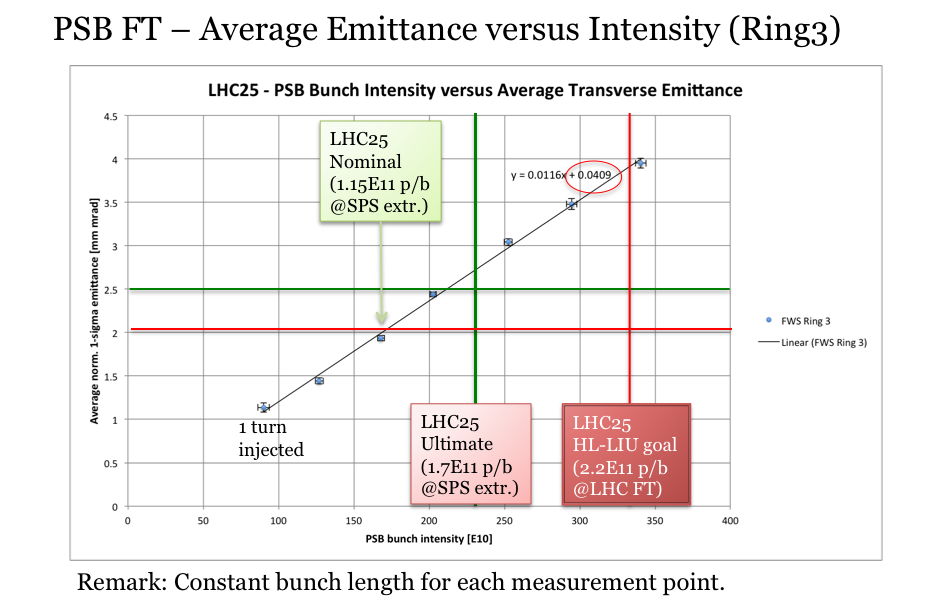 PSB FT – Average Emittance versus Intensity (Ring3)
LHC25 - PSB Bunch Intensity versus Average Transverse Emittance
Average norm. 1-sigma emittance [mm mrad]
4.5
4
3.5
3
2.5
2
1.5
1
0.5
0
LHC25
Nominal
(1.15E11 p/b
@SPS extr.)
y = 0.0116x + 0.0409
FWS Ring 3
Linear (FWS Ring 3)
1 turn
injected
LHC25
Ultimate
(1.7E11 p/b
@SPS extr.)
LHC25
HL-LIU goal
(2.2E11 p/b
@LHC FT)
0 50 100 150 200 250 300 350 400
PSB bunch intensity [E10]
Remark: Constant bunch length for each measurement point.